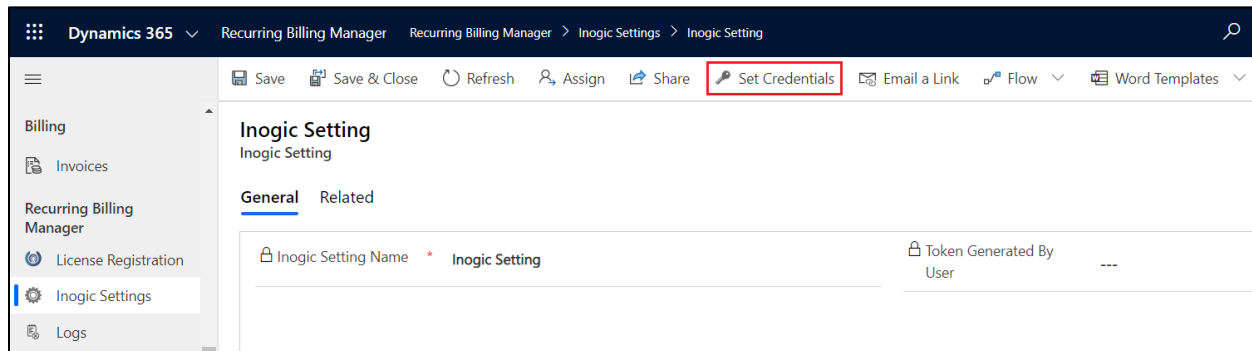 Dynamics 365 Recurring Billing Manager Recurring Billing Manager > Inogic Settings > Inogic Setting
Save Save & Close Refresh Assign Share Set Credentials Email a Link Flow Word Templates
Billing
Invoices
Recurring Billing
Manager
License Registration
Inogic Settings
Logs
Inogic Setting
Inogic Setting
General Related
Inogic Setting Name * Inogic Setting
Token Generated By
User
---